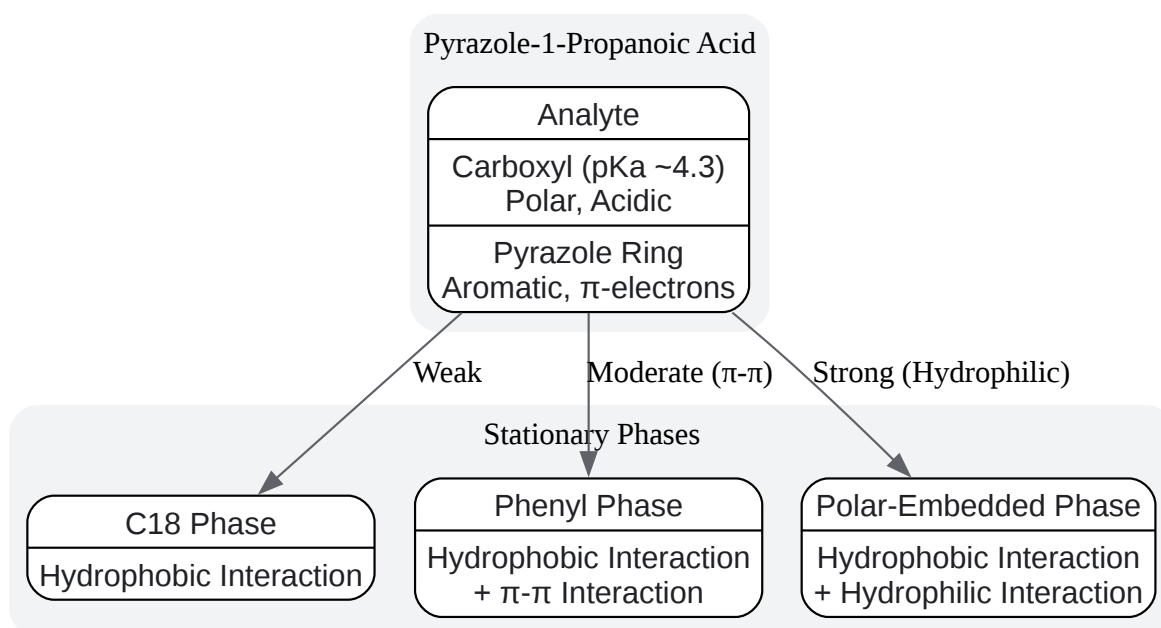 Pyrazole-1-Propanoic Acid
Analyte
Carboxyl (pKa ~4.3)
Polar, Acidic
Pyrazole Ring
Aromatic, π-electrons
Weak
Moderate (π-π)
Strong (Hydrophilic)
Stationary Phases
C18 Phase
Hydrophobic Interaction
Phenyl Phase
Hydrophobic Interaction
+ π-π Interaction
Polar-Embedded Phase
Hydrophobic Interaction
+ Hydrophilic Interaction